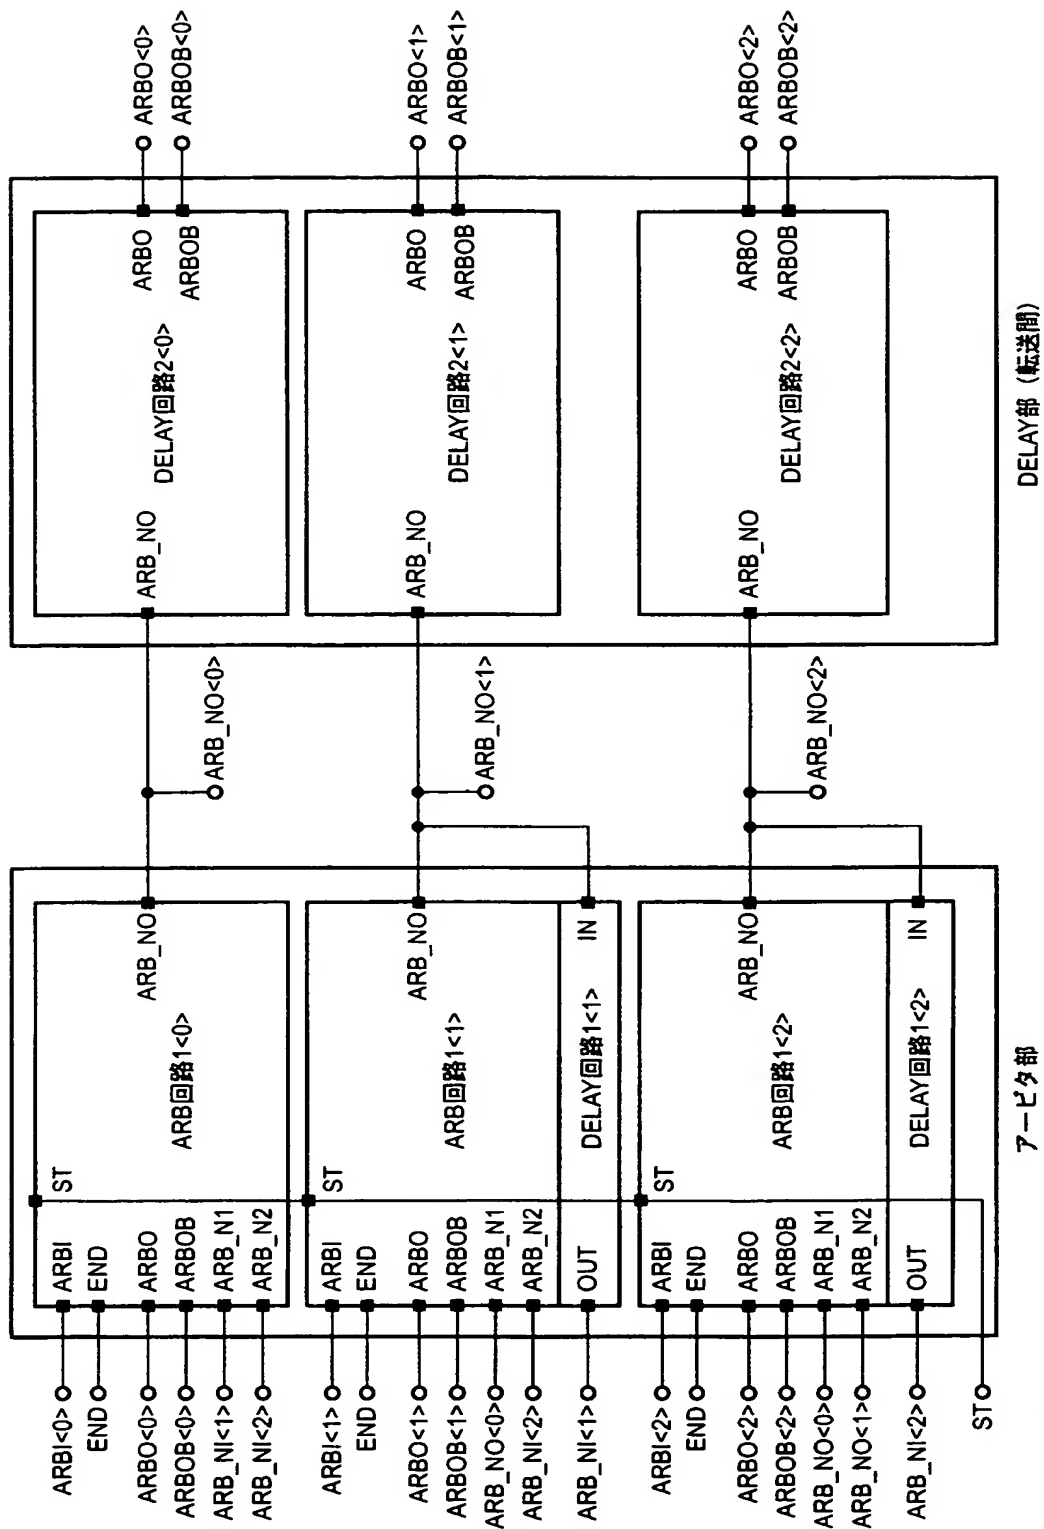 ARBI<0>
END
ARBO<0>
ARBOB<0>
ARB_NI<1>
ARB_NI<2>
ARBI
END
ARBO
ARBOB
ARB_N1
ARB_N2
ST
ARB回路1<0>
ARB_NO
ARB_NO<0>
ARB_NO
DELAY回路2<0>
ARBO
ARBOB
ARBO<0>
ARBOB<0>
ARBI<1>
END
ARBO<1>
ARBOB<1>
ARB_NO<0>
ARB_NI<2>
ARB_NI<1>
ARBI
END
ARBO
ARBOB
ARB_N1
ARB_N2
OUT
ST
ARB回路1<1>
DELAY回路1<1>
ARB_NO
IN
ARB_NO<1>
ARB_NO
DELAY回路2<1>
ARBO
ARBOB
ARBO<1>
ARBOB<1>
ARBI<2>
END
ARBO<2>
ARBOB<2>
ARB_NO<0>
ARB_NO<1>
ARB_NI<2>
ST
ARBI
END
ARBO
ARBOB
ARB_N1
ARB_N2
OUT
ST
ARB回路1<2>
DELAY回路1<2>
ARB_NO
IN
ARB_NO<2>
ARB_NO
DELAY回路2<2>
ARBO
ARBOB
ARBO<2>
ARBOB<2>
アービタ部
DELAY部 (転送間)